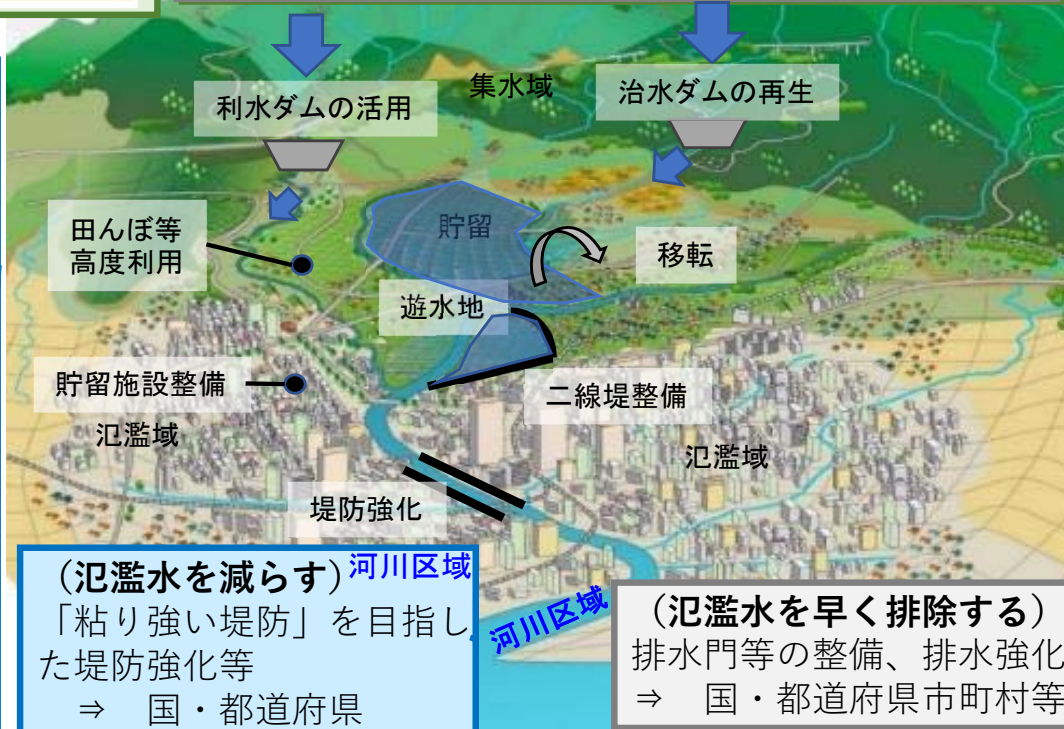 集水域
利水ダムの活用
治水ダムの再生
貯留
田んぼ等
高度利用
移転
遊水地
貯留施設整備
二線堤整備
氾濫域
氾濫域
堤防強化
(氾濫水を減らす)
河川区域
「粘り強い堤防」を目指し
た堤防強化等
⇒ 国・都道府県
河川区域
(氾濫水を早く排除する)
排水門等の整備、排水強化
⇒ 国・都道府県市町村等